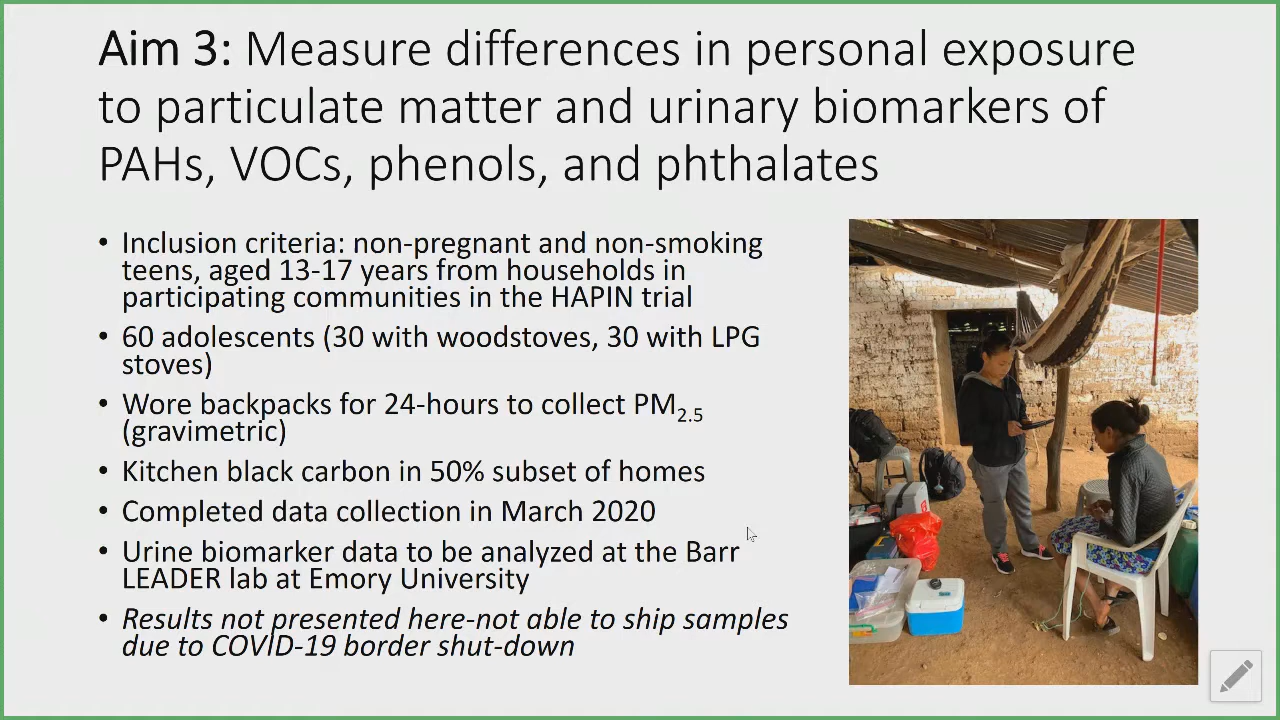 Aim 3: Measure differences in personal exposure
to particulate matter and urinary biomarkers of
PAHs, VOCs, phenols, and phthalates
• Inclusion criteria: non-pregnant and non-smoking
teens, aged 13-17 years from households in
participating communities in the HAPIN trial
• 60 adolescents (30 with woodstoves, 30 with LPG
stoves)
• Wore backpacks for 24-hours to collect PM2.5
(gravimetric)
• Kitchen black carbon in 50% subset of homes
• Completed data collection in March 2020
• Urine biomarker data to be analyzed at the Barr
LEADER lab at Emory University
• Results not presented here-not able to ship samples
due to COVID-19 border shut-down